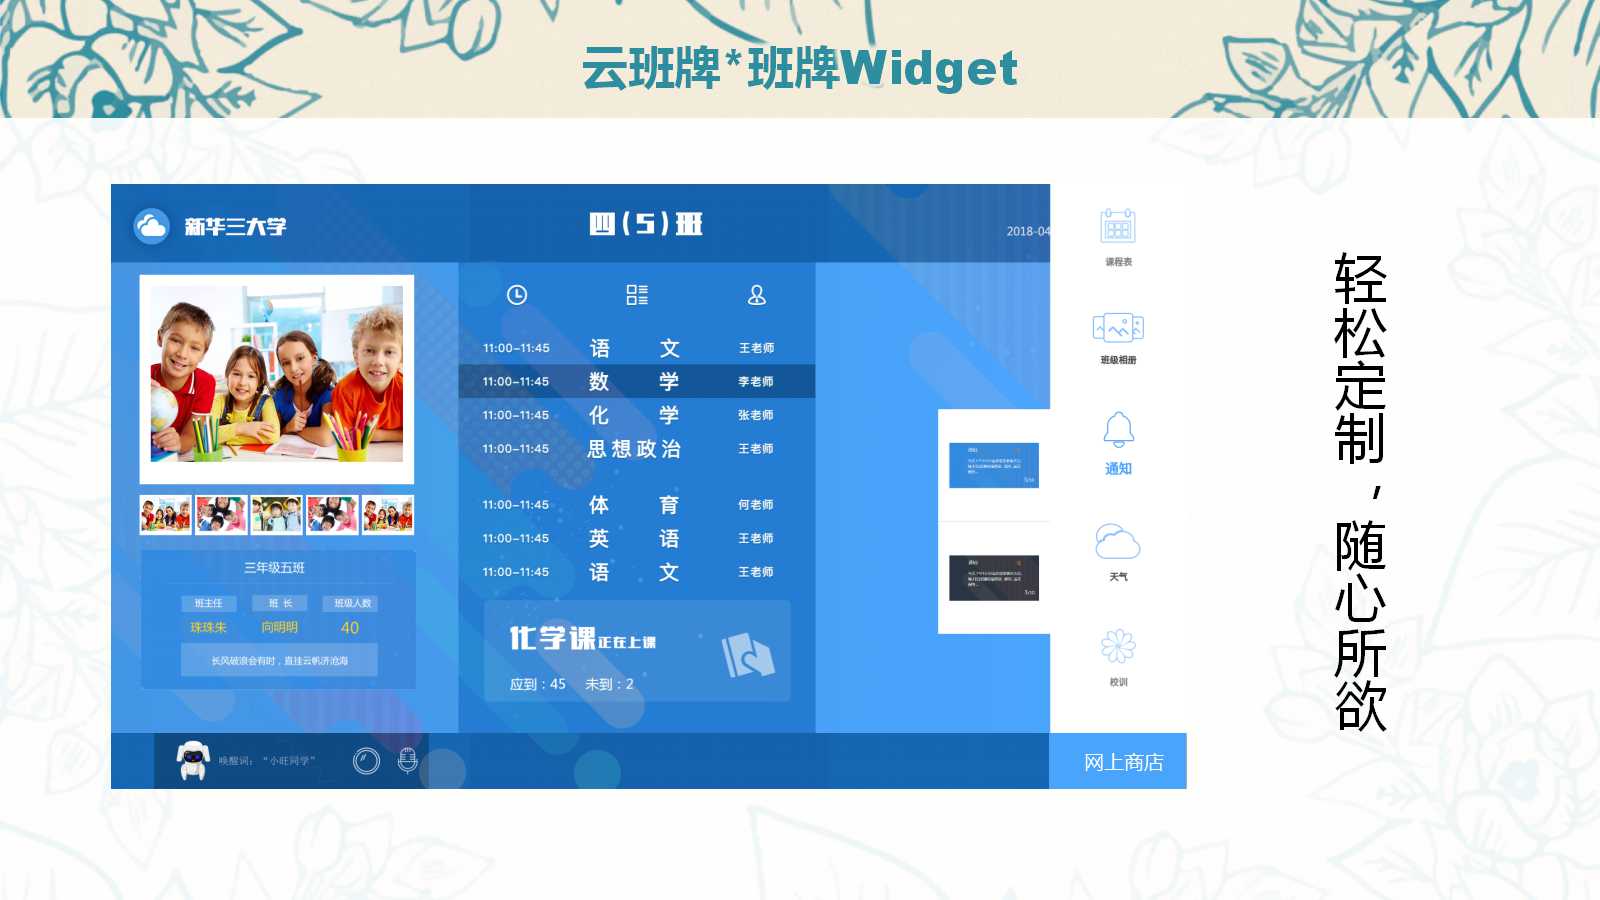 云班牌*班牌Widget
新华三大学
四(5)班
2018-04
11:00-11:45 语 文 王老师
11:00-11:45 数 学 李老师
11:00-11:45 化 学 张老师
11:00-11:45 思想政治 王老师
11:00-11:45 体 育 何老师
11:00-11:45 英 语 王老师
11:00-11:45 语 文 王老师
三年级五班
班主任 班 长 班级人数
珠珠朱 向明明 40
长风破浪会有时，直挂云帆济沧海
化学课正在上课
应到：45 未到：2
唤醒词：“小旺同学”
课程表
班级相册
通知
天气
校训
网上商店
轻松定制，随心所欲